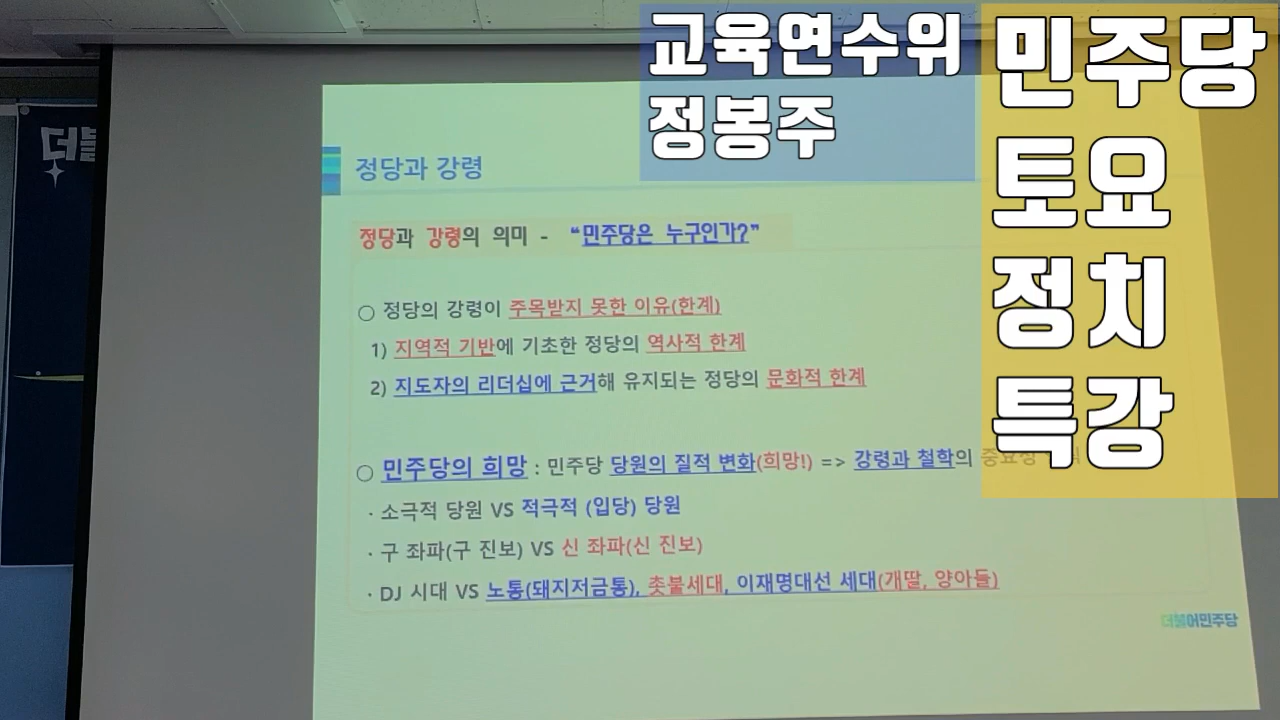 교육연수위
정봉주
민주당
토요
정치
특강
더불
정당과 강령
정당과 강령의 의미 - “민주당은 누구인가?”
○ 정당의 강령이 주목받지 못한 이유(한계)
1) 지역적 기반에 기초한 정당의 역사적 한계
2) 지도자의 리더십에 근거해 유지되는 정당의 문화적 한계
○ 민주당의 희망 : 민주당 당원의 질적 변화(희망!) => 강령과 철학의 중요성
· 소극적 당원 VS 적극적 (입당) 당원
· 구 좌파(구 진보) VS 신 좌파(신 진보)
· DJ 시대 VS 노통(돼지저금통), 촛불세대, 이재명대선 세대(개딸, 양아들)
더불어민주당